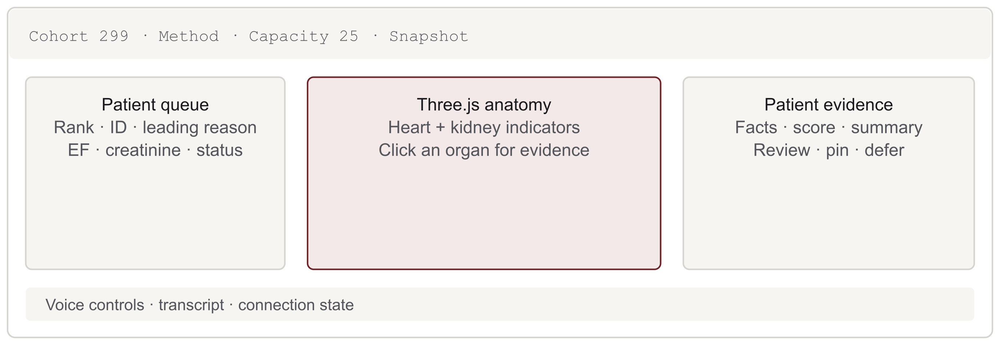 Cohort 299 · Method · Capacity 25 · Snapshot
Patient queue
Rank · ID · leading reason
EF · creatinine · status
Three.js anatomy
Heart + kidney indicators
Click an organ for evidence
Patient evidence
Facts · score · summary
Review · pin · defer
Voice controls · transcript · connection state